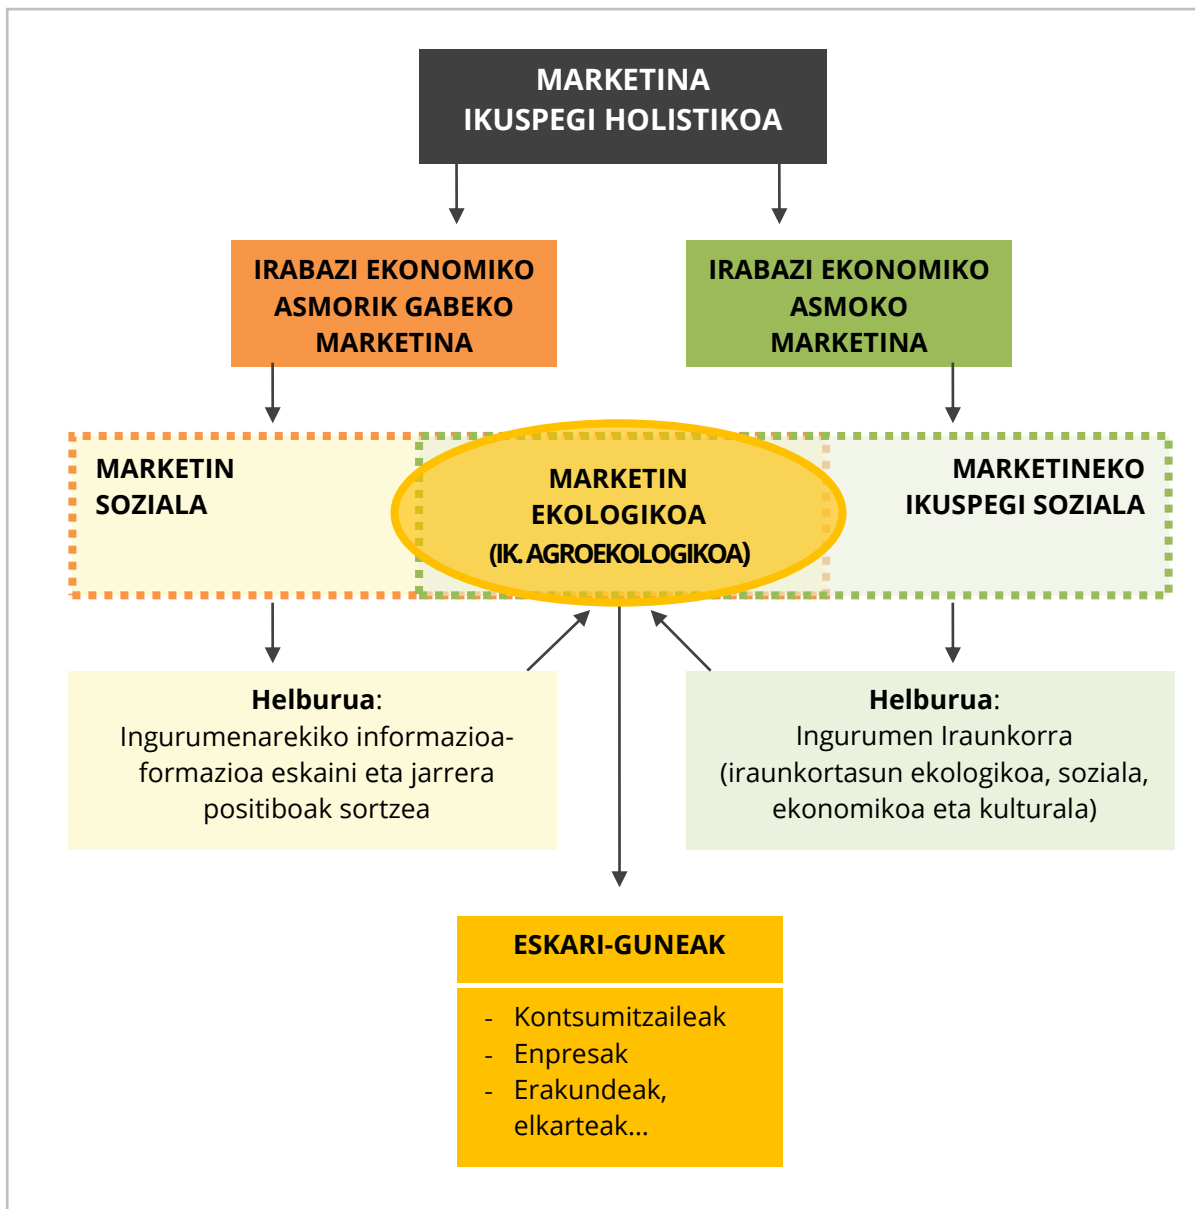 MARKETINA
IKUSPEGI HOLISTIKOA
IRABAZI EKONOMIKO
ASMORIK GABEKO
MARKETINA
IRABAZI EKONOMIKO
ASMOKO
MARKETINA
MARKETIN
SOZIALA
MARKETIN
EKOLOGIKOA
(IK. AGROEKOLOGIKOA)
MARKETINEKO
IKUSPEGI SOZIALA
Helburua:
Ingurumenarekiko informazioa-
formazioa eskaini eta jarrera
positiboak sortzea
Helburua:
Ingurumen Iraunkorra
(iraunkortasun ekologikoa, soziala,
ekonomikoa eta kulturala)
ESKARI-GUNEAK
- Kontsumitzaileak
- Enpresak
- Erakundeak,
elkarteak...